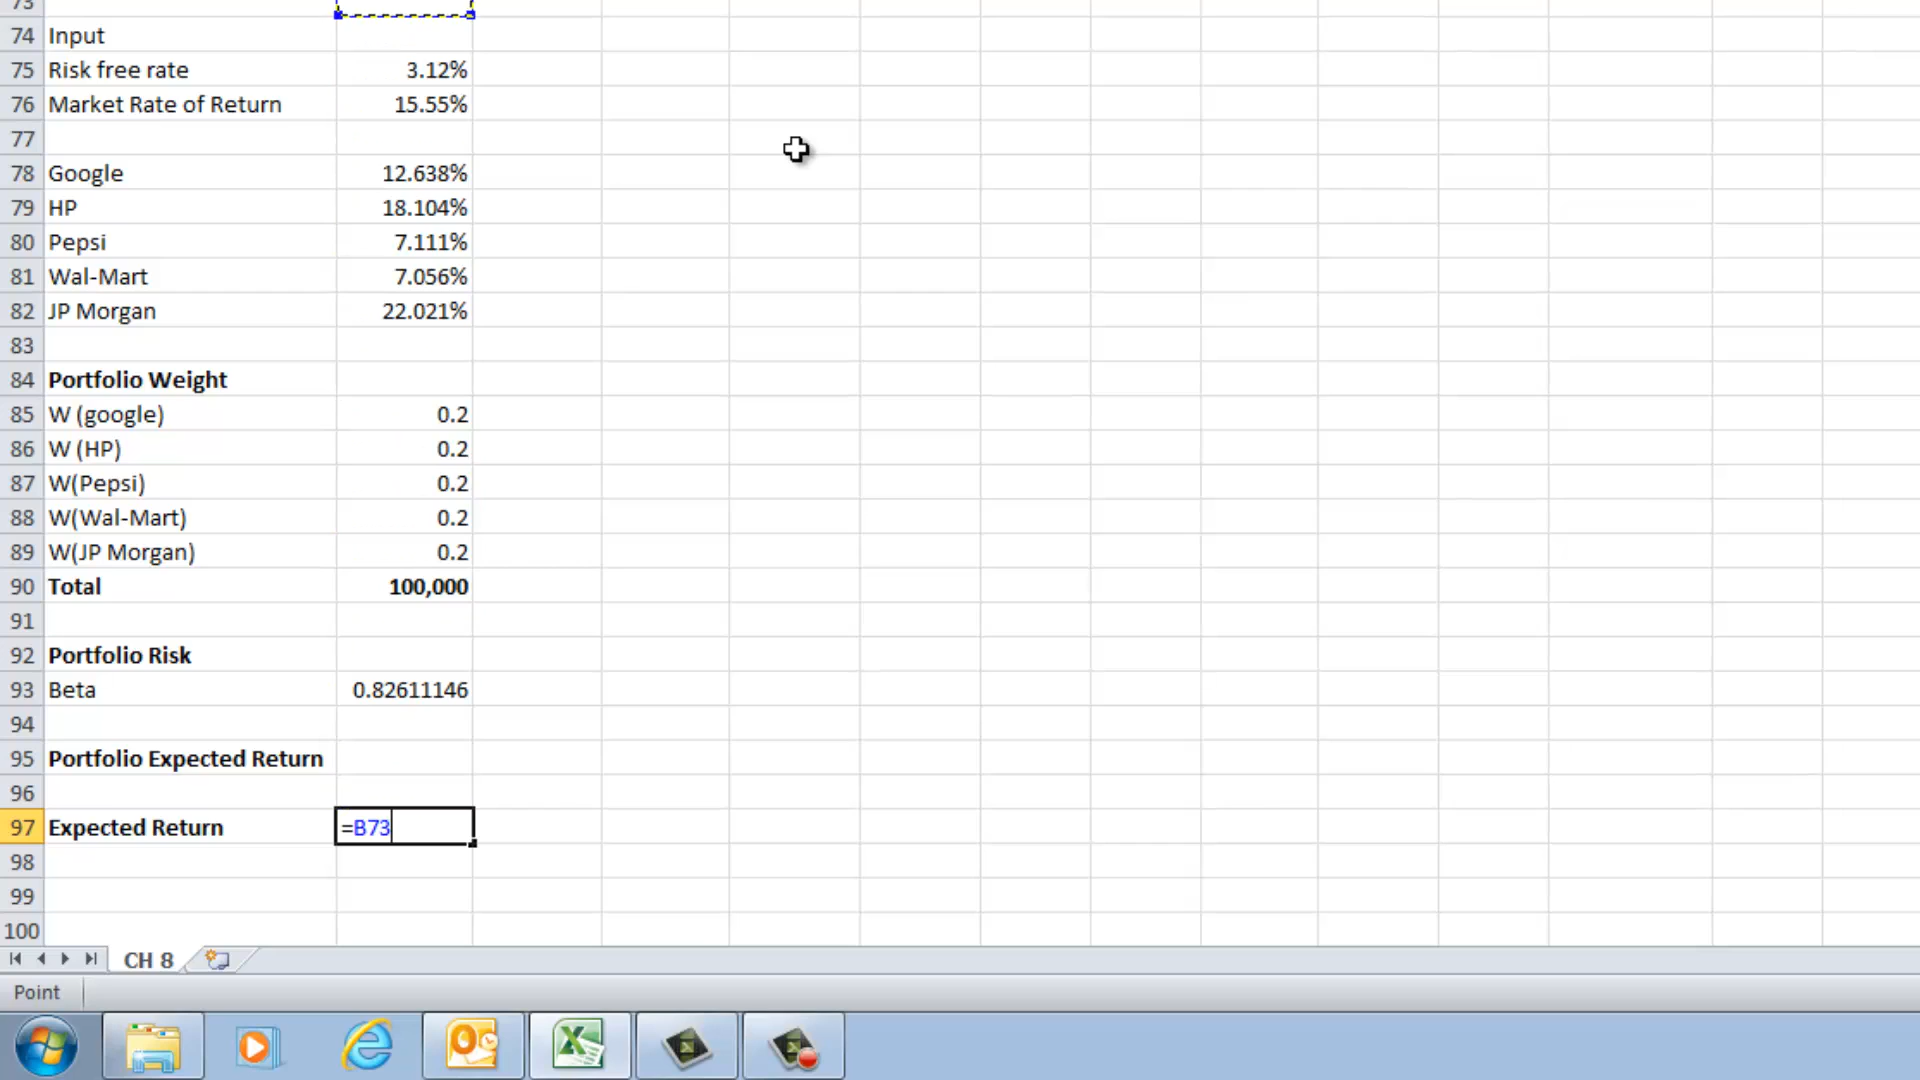 73
74 Input
75 Risk free rate 3.12%
76 Market Rate of Return 15.55%
77
78 Google 12.638%
79 HP 18.104%
80 Pepsi 7.111%
81 Wal-Mart 7.056%
82 JP Morgan 22.021%
83
84 Portfolio Weight
85 W (google) 0.2
86 W (HP) 0.2
87 W(Pepsi) 0.2
88 W(Wal-Mart) 0.2
89 W(JP Morgan) 0.2
90 Total 100,000
91
92 Portfolio Risk
93 Beta 0.82611146
94
95 Portfolio Expected Return
96
97 Expected Return =B73
98
99
100
CH 8
Point